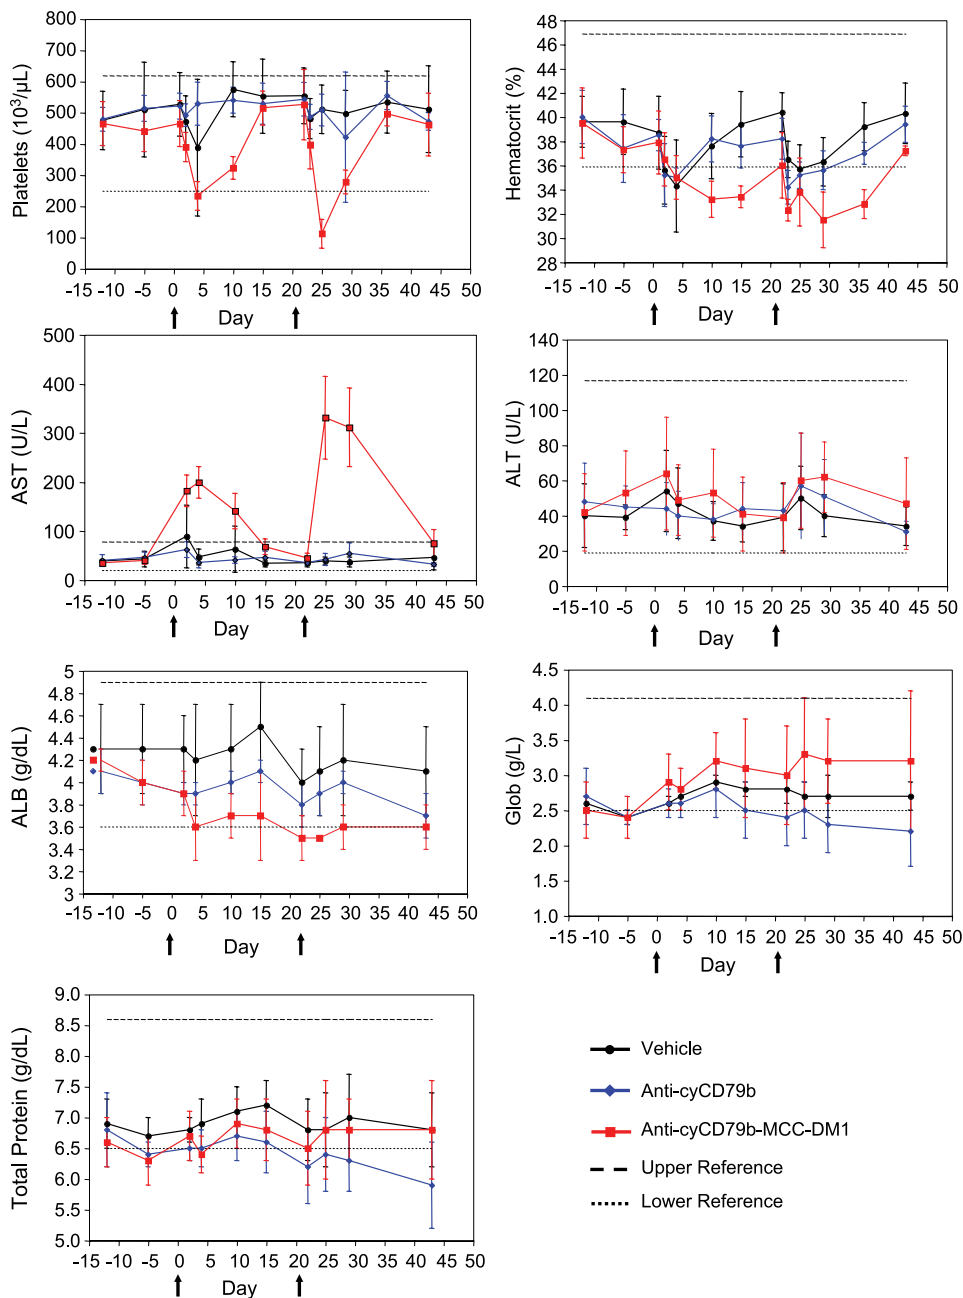 Platelets (10³/µL)
800
700
600
500
400
300
200
100
0
-15 -10 -5 0 5 10 15 20 25 30 35 40 45 50
Day
Hematocrit (%)
48
46
44
42
40
38
36
34
32
30
28
-15 -10 -5 0 5 10 15 20 25 30 35 40 45 50
Day
AST (U/L)
500
400
300
200
100
0
-15 -10 -5 0 5 10 15 20 25 30 35 40 45 50
Day
ALT (U/L)
140
120
100
80
60
40
20
0
-15 -10 -5 0 5 10 15 20 25 30 35 40 45 50
Day
ALB (g/dL)
5
4.8
4.6
4.4
4.2
4
3.8
3.6
3.4
3.2
3
-15 -10 -5 0 5 10 15 20 25 30 35 40 45 50
Day
Glob (g/L)
4.5
4.0
3.5
3.0
2.5
2.0
1.5
1.0
-15 -10 -5 0 5 10 15 20 25 30 35 40 45 50
Day
Total Protein (g/dL)
9.0
8.5
8.0
7.5
7.0
6.5
6.0
5.5
5.0
-15 -10 -5 0 5 10 15 20 25 30 35 40 45 50
Day
Vehicle
Anti-cyCD79b
Anti-cyCD79b-MCC-DM1
Upper Reference
Lower Reference